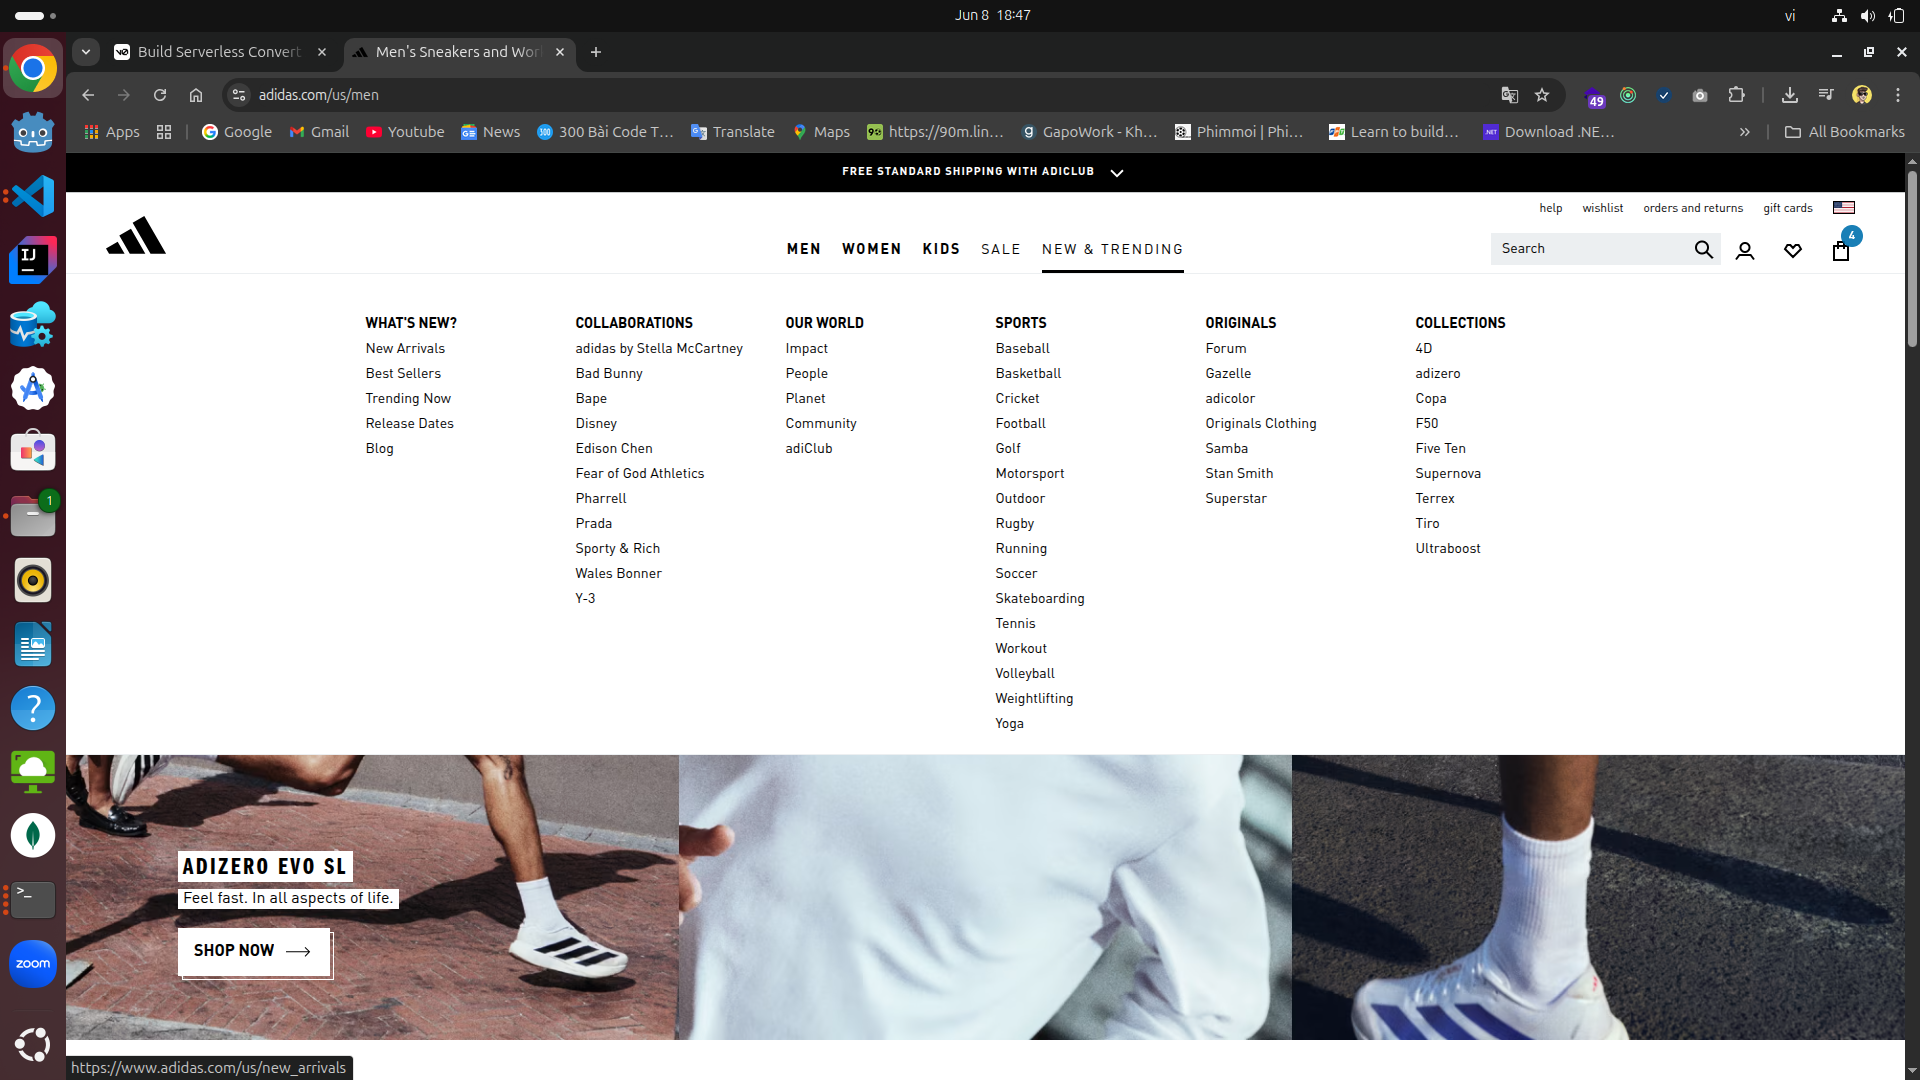 Jun 8 18:47
vi
Build Serverless Convert
Men's Sneakers and Wor
adidas.com/us/men
49
Apps
Google
Gmail
Youtube
News
300 Bài Code T...
Translate
Maps
https://90m.lin...
GapoWork - Kh...
Phimmoi | Phi...
Learn to build...
Download .NE...
All Bookmarks
FREE STANDARD SHIPPING WITH ADICLUB
help
wishlist
orders and returns
gift cards
MEN
WOMEN
KIDS
SALE
NEW & TRENDING
Search
4
WHAT'S NEW?
New Arrivals
Best Sellers
Trending Now
Release Dates
Blog
COLLABORATIONS
adidas by Stella McCartney
Bad Bunny
Bape
Disney
Edison Chen
Fear of God Athletics
Pharrell
Prada
Sporty & Rich
Wales Bonner
Y-3
OUR WORLD
Impact
People
Planet
Community
adiClub
SPORTS
Baseball
Basketball
Cricket
Football
Golf
Motorsport
Outdoor
Rugby
Running
Soccer
Skateboarding
Tennis
Workout
Volleyball
Weightlifting
Yoga
ORIGINALS
Forum
Gazelle
adicolor
Originals Clothing
Samba
Stan Smith
Superstar
COLLECTIONS
4D
adizero
Copa
F50
Five Ten
Supernova
Terrex
Tiro
Ultraboost
ADIZERO EVO SL
Feel fast. In all aspects of life.
SHOP NOW
IJ
1
zoom
https://www.adidas.com/us/new_arrivals